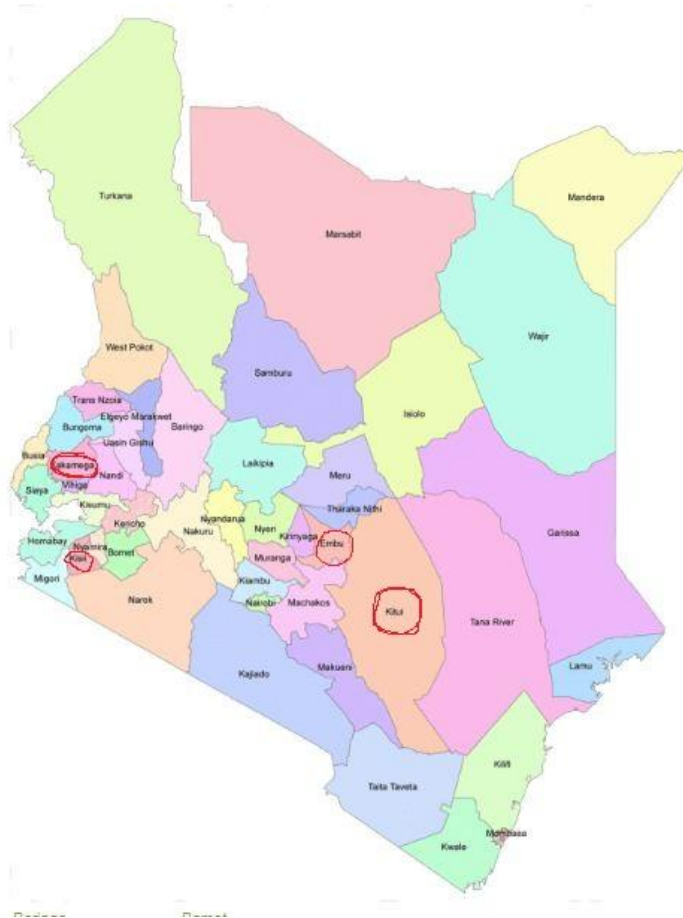 Turkana
Mandera
Marsabit
Wajir
West Pokot
Samburu
Trans Nzoia
Elgeyo Marakwet
Isiolo
Bungoma
Uasin Gishu
Baringo
Busia
Kakamega
Laikipia
Nandi
Meru
Vihiga
Siaya
Kisumu
Tharaka Nithi
Garissa
Kericho
Nyandarua
Nyeri
Nakuru
Kirinyaga
Embu
Homabay
Nyamira
Bomet
Muranga
Kisii
Migori
Kiambu
Narok
Nairobi
Machakos
Kitui
Tana River
Makueni
Lamu
Kajiado
Kilifi
Taita Taveta
Mombasa
Kwale